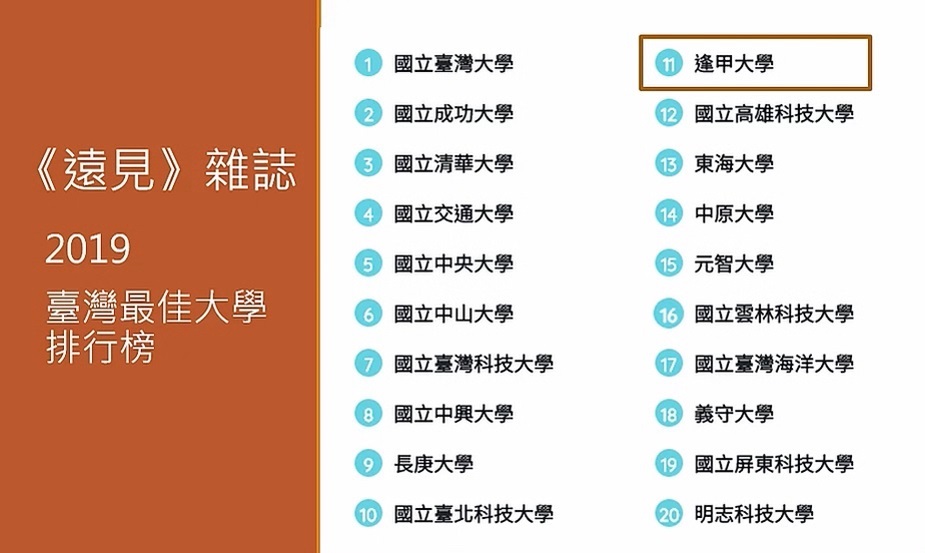 《遠見》雜誌
2019
臺灣最佳大學
排行榜
1 國立臺灣大學
2 國立成功大學
3 國立清華大學
4 國立交通大學
5 國立中央大學
6 國立中山大學
7 國立臺灣科技大學
8 國立中興大學
9 長庚大學
10 國立臺北科技大學
11 逢甲大學
12 國立高雄科技大學
13 東海大學
14 中原大學
15 元智大學
16 國立雲林科技大學
17 國立臺灣海洋大學
18 義守大學
19 國立屏東科技大學
20 明志科技大學